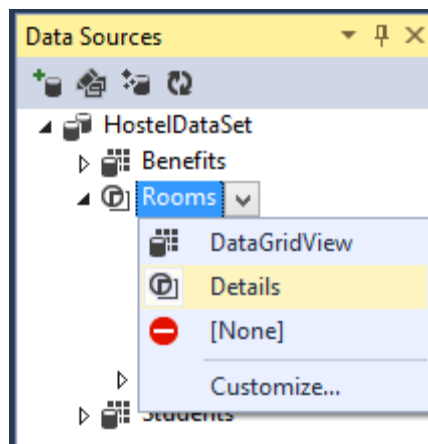 Data Sources
HostelDataSet
Benefits
Rooms
DataGridView
Details
[None]
Customize...
Students